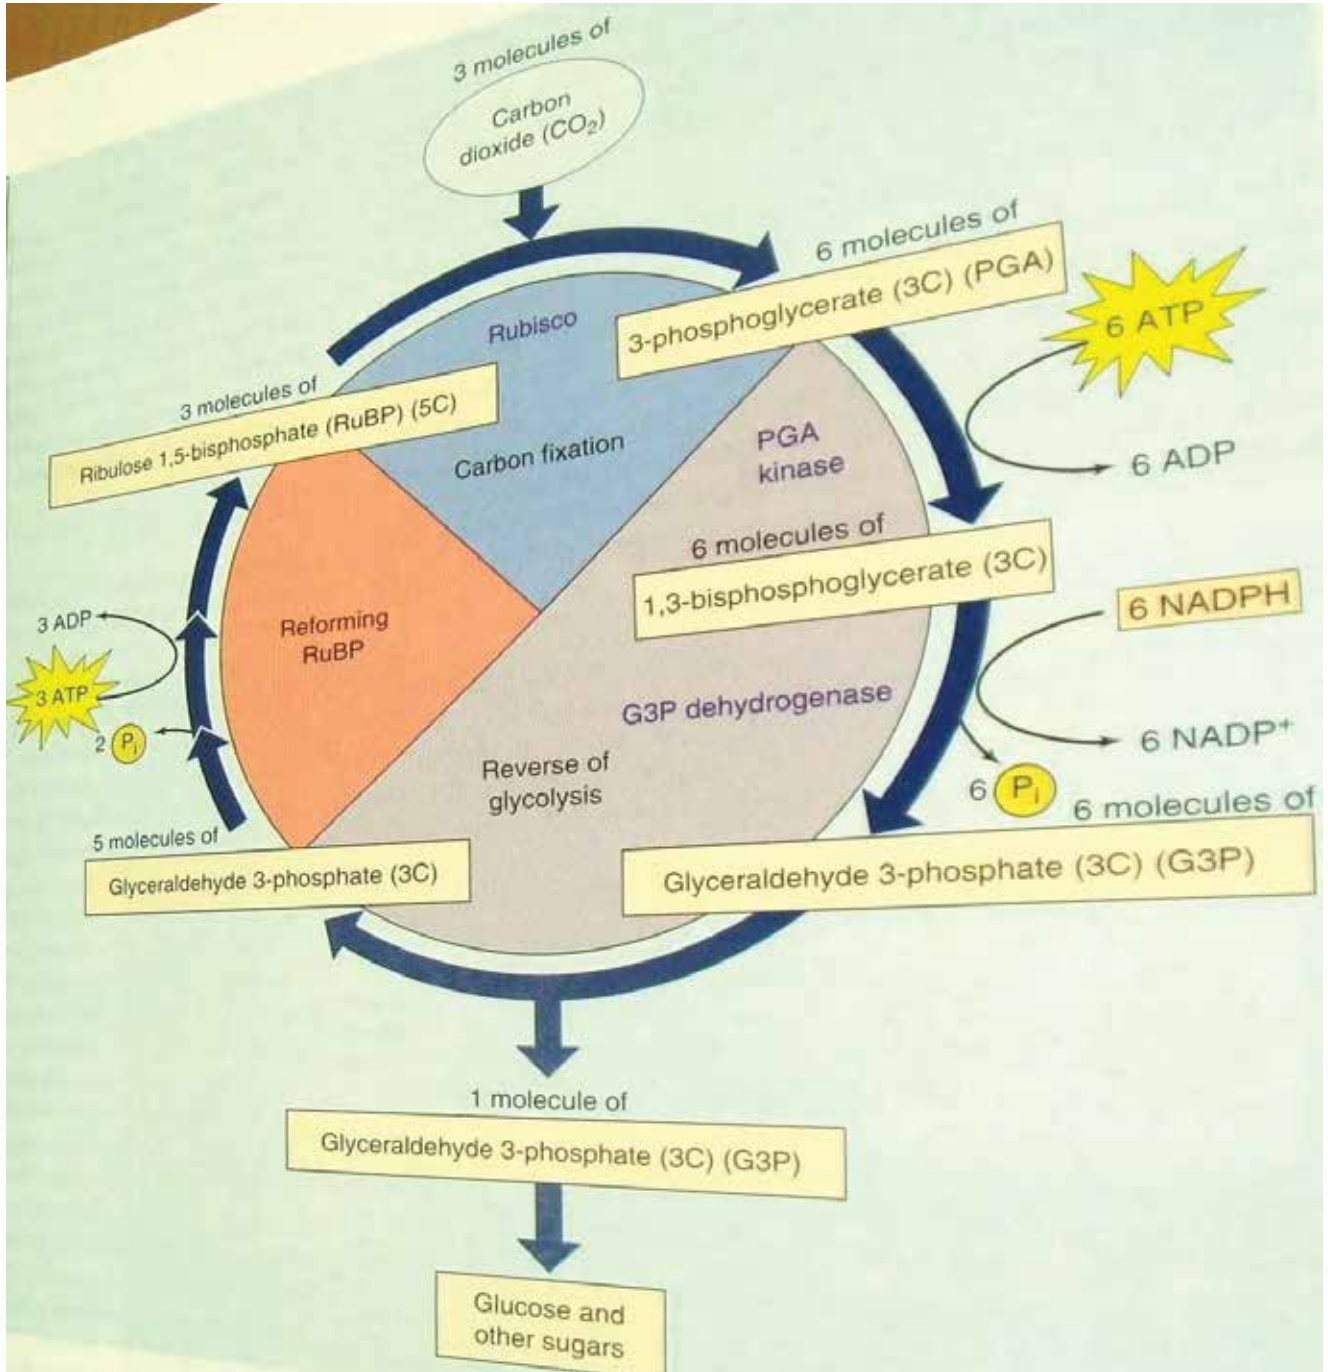 3 molecules of
Carbon
dioxide (CO₂)
6 molecules of
3-phosphoglycerate (3C) (PGA)
6 ATP
Rubisco
3 molecules of
Ribulose 1,5-bisphosphate (RuBP) (5C)
Carbon fixation
PGA
kinase
6 ADP
6 molecules of
1,3-bisphosphoglycerate (3C)
6 NADPH
3 ADP
Reforming
RuBP
3 ATP
G3P dehydrogenase
2 Pᵢ
6 NADP⁺
Reverse of
glycolysis
6 Pᵢ
6 molecules of
5 molecules of
Glyceraldehyde 3-phosphate (3C)
Glyceraldehyde 3-phosphate (3C) (G3P)
1 molecule of
Glyceraldehyde 3-phosphate (3C) (G3P)
Glucose and
other sugars